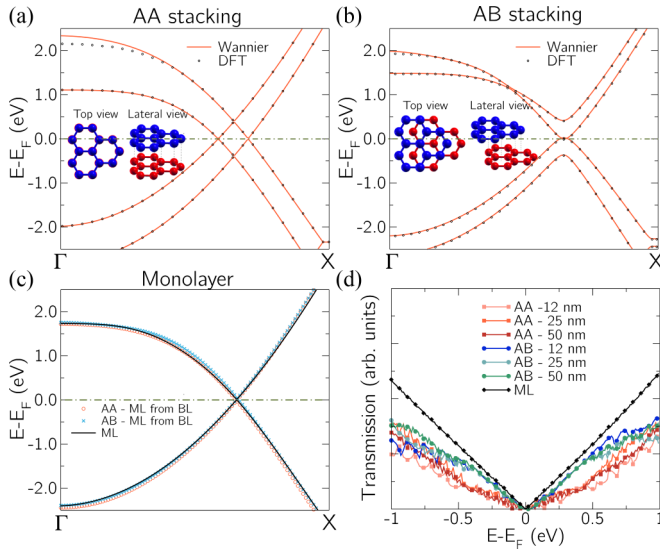 (a) AA stacking
2.0
1.0
0.0
-1.0
-2.0
E-E_F (eV)
Wannier
DFT
Top view Lateral view
Γ X
(b) AB stacking
2.0
1.0
0.0
-1.0
-2.0
E-E_F (eV)
Wannier
DFT
Top view Lateral view
Γ X
(c) Monolayer
2.0
1.0
0.0
-1.0
-2.0
E-E_F (eV)
AA - ML from BL
AB - ML from BL
ML
Γ X
(d)
Transmission (arb. units)
AA -12 nm
AA - 25 nm
AA - 50 nm
AB - 12 nm
AB - 25 nm
AB - 50 nm
ML
-1 -0.5 0 0.5 1
E-E_F (eV)